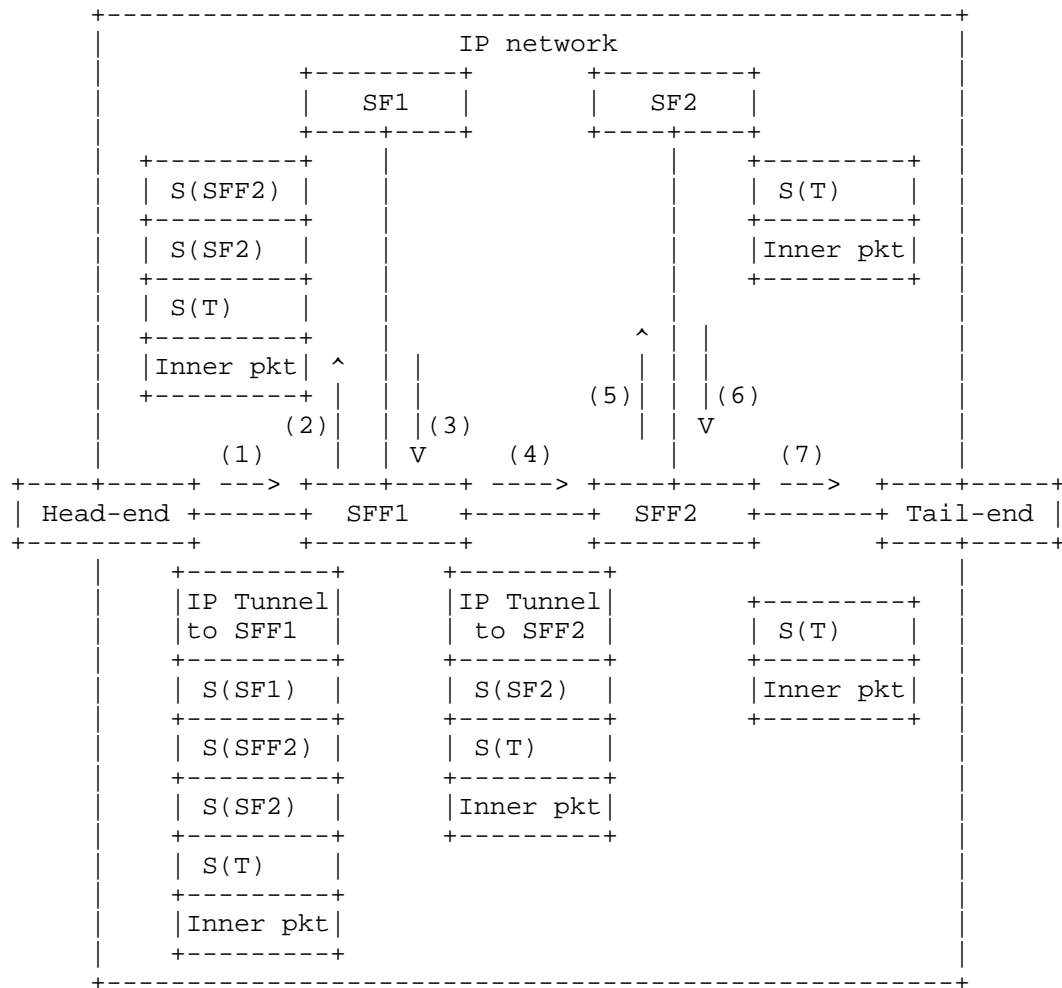 IP network
SF1 SF2
S(SFF2) S(T)
S(SF2) Inner pkt
S(T)
^
Inner pkt ^
(5) (6)
(2) (3) V
(1) V (4) (7)
---> ----> --->
Head-end SFF1 SFF2 Tail-end
IP Tunnel IP Tunnel
to SFF1 to SFF2 S(T)
S(SF1) S(SF2) Inner pkt
S(SFF2) S(T)
S(SF2) Inner pkt
S(T)
Inner pkt